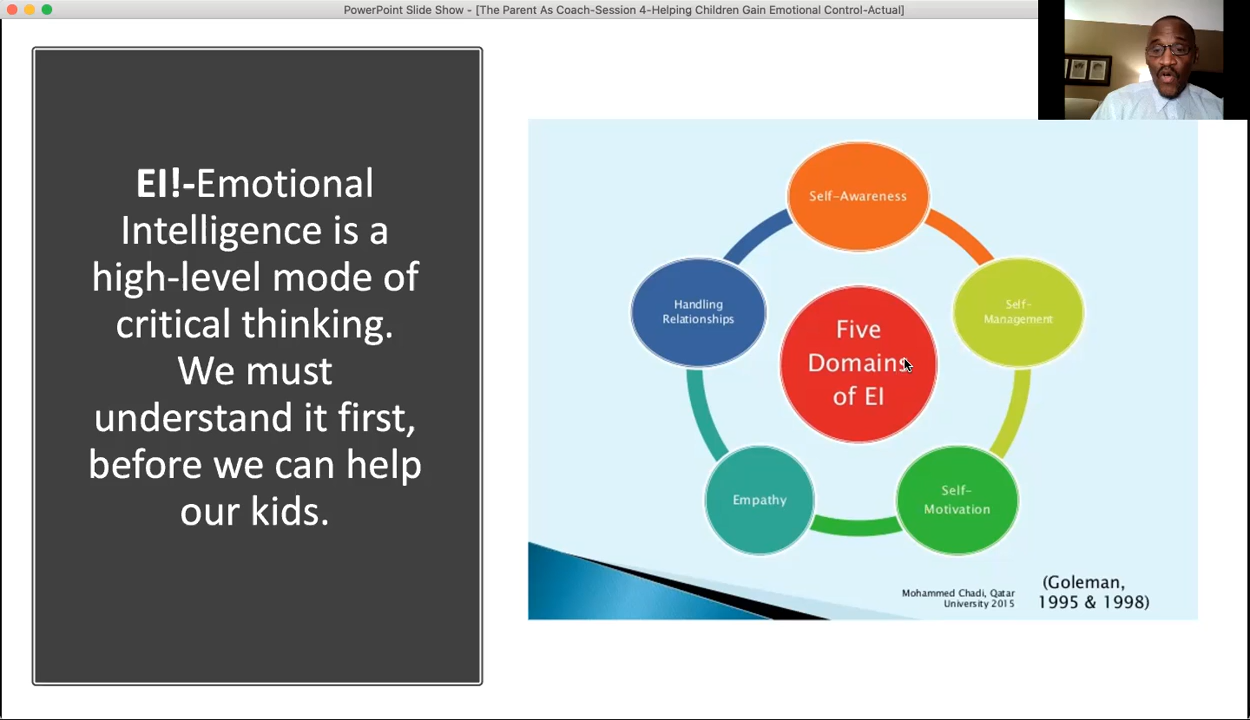 PowerPoint Slide Show - [The Parent As Coach-Session 4-Helping Children Gain Emotional Control-Actual]
EI!-Emotional
Intelligence is a
high-level mode of
critical thinking.
We must
understand it first,
before we can help
our kids.
Self-Awareness
Handling
Relationships
Self-
Management
Five
Domains
of EI
Empathy
Self-
Motivation
Mohammed Chadi, Qatar
University 2015
(Goleman,
1995 & 1998)